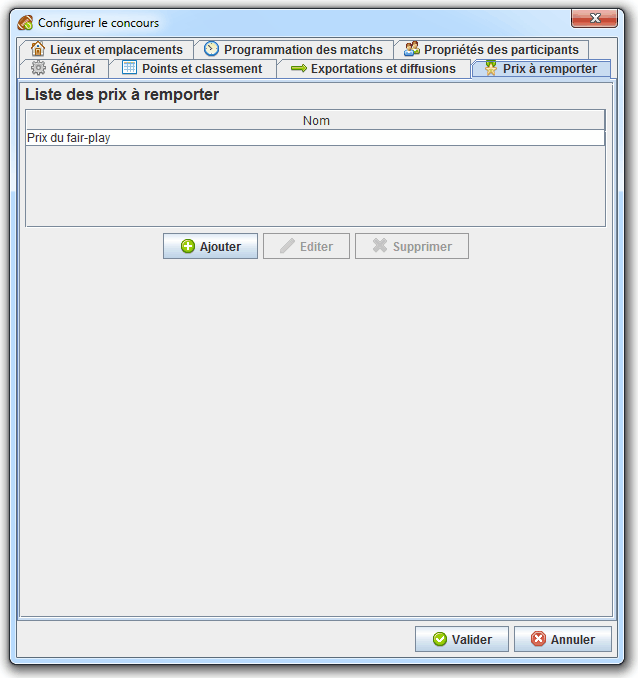 Configurer le concours
Lieux et emplacements Programmation des matchs Propriétés des participants
Général Points et classement Exportations et diffusions Prix à remporter
Liste des prix à remporter
Nom
Prix du fair-play
Ajouter Editer Supprimer
Valider Annuler